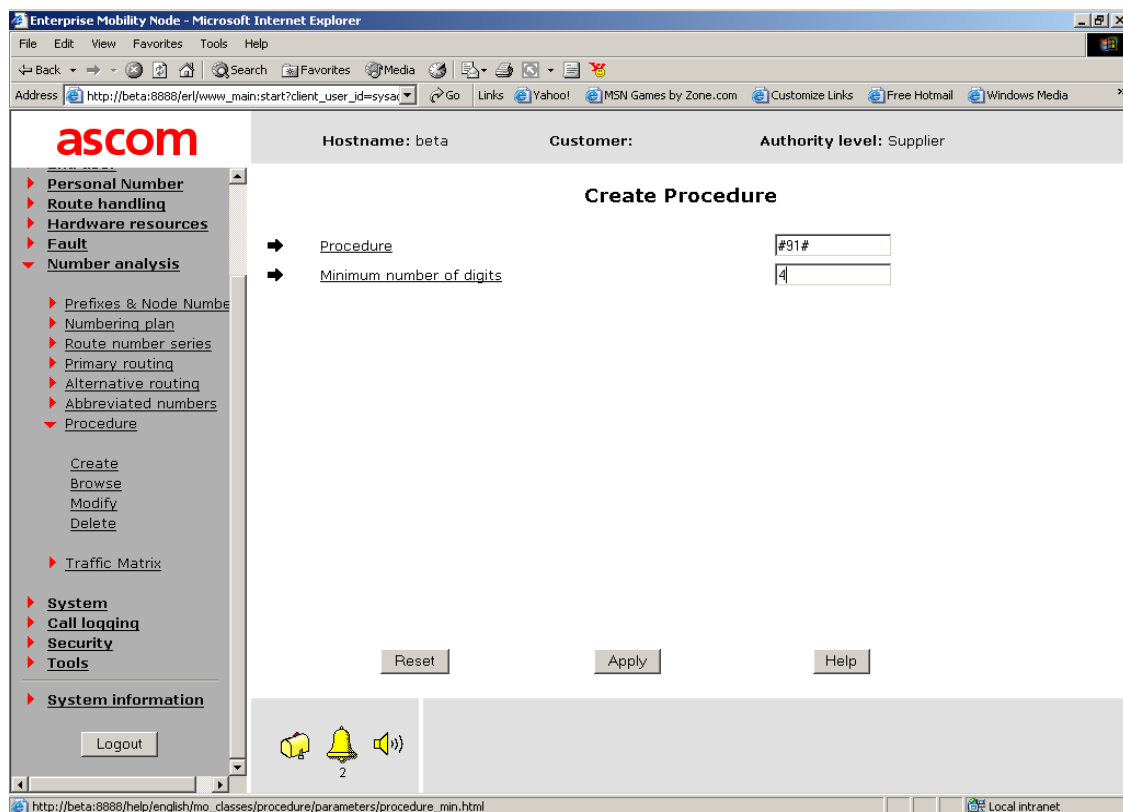 Enterprise Mobility Node - Microsoft Internet Explorer
File Edit View Favorites Tools Help
Back Search Favorites Media
Address http://beta:8888/erl/www_main:start?client_user_id=sysa Go Links Yahoo! MSN Games by Zone.com Customize Links Free Hotmail Windows Media »
ascom
Hostname: beta Customer: Authority level: Supplier
Personal Number
Route handling
Hardware resources
Fault
Number analysis
Prefixes & Node Numbe
Numbering plan
Route number series
Primary routing
Alternative routing
Abbreviated numbers
Procedure
Create
Browse
Modify
Delete
Traffic Matrix
System
Call logging
Security
Tools
System information
Logout
Create Procedure
Procedure #91#
Minimum number of digits 4
Reset Apply Help
2
http://beta:8888/help/english/mo_classes/procedure/parameters/procedure_min.html Local intranet